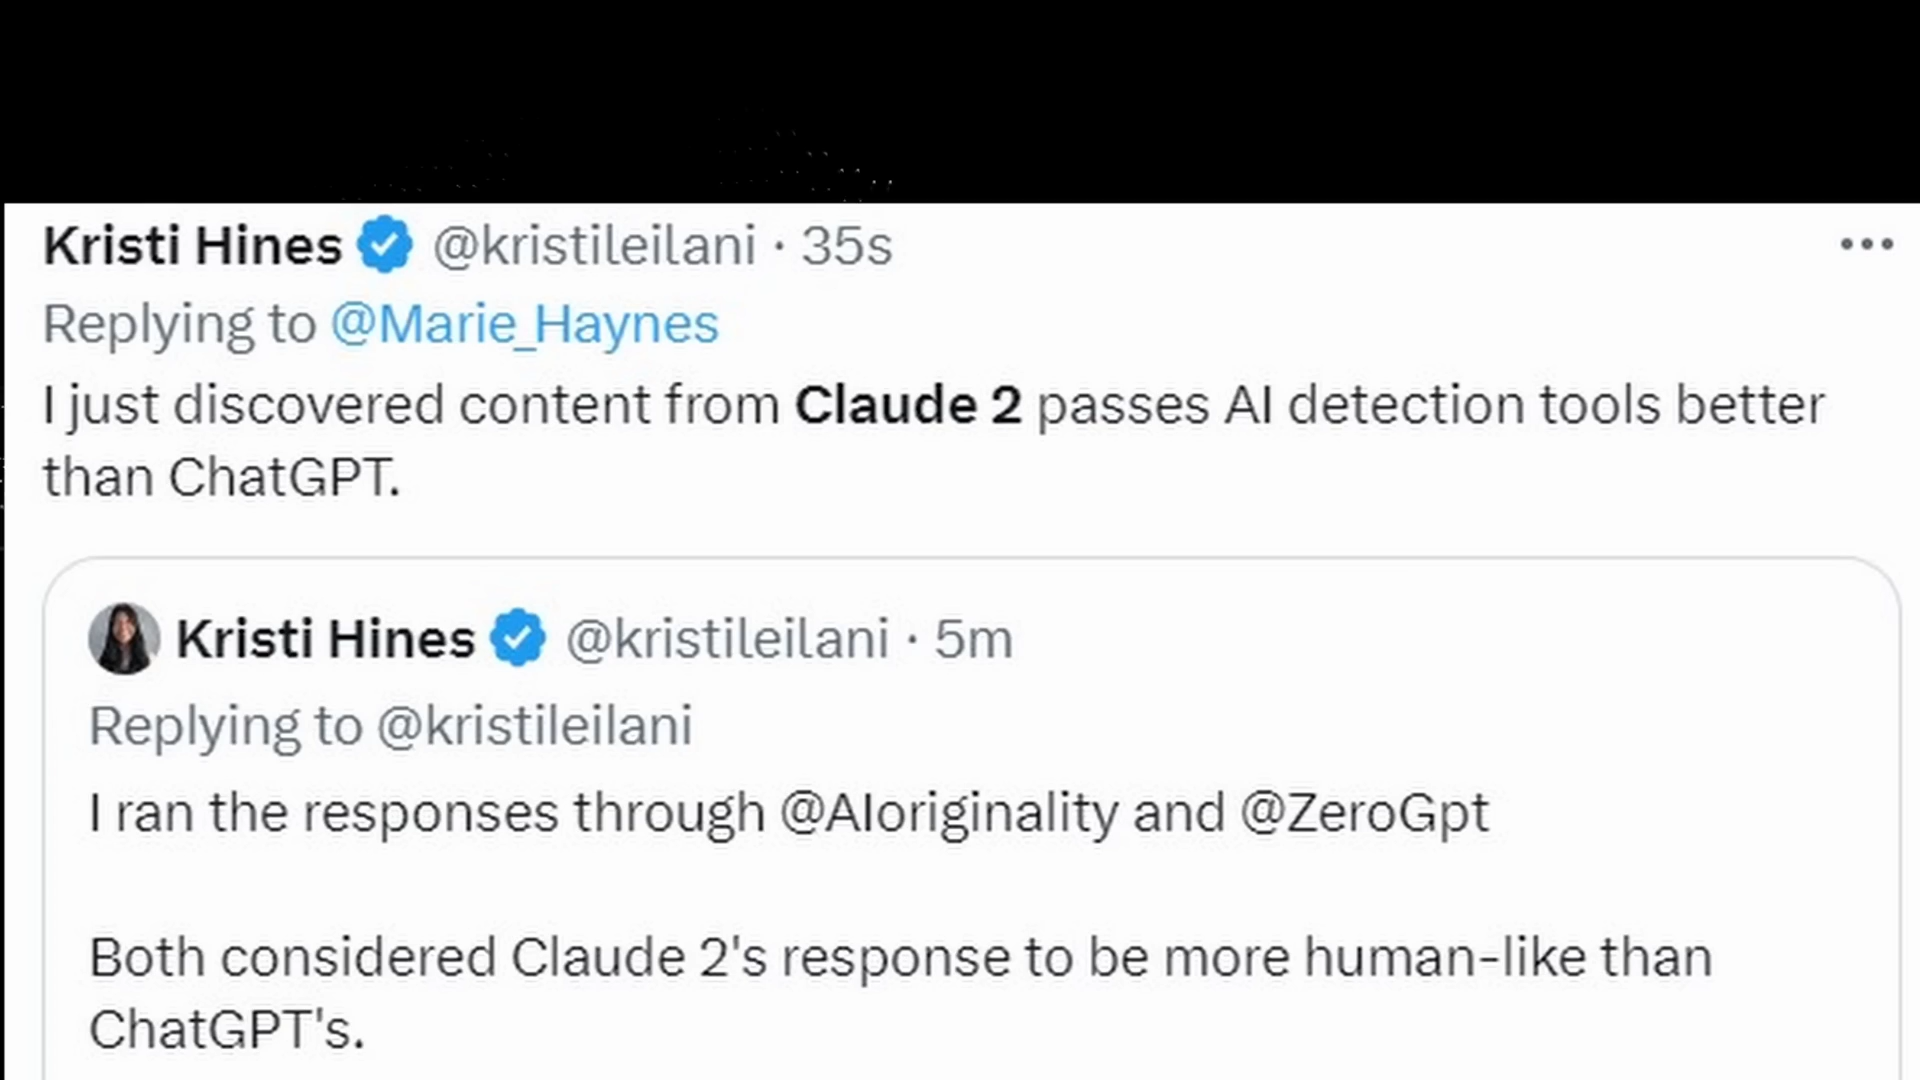 Kristi Hines @kristileilani · 35s
Replying to @Marie_Haynes
I just discovered content from Claude 2 passes AI detection tools better
than ChatGPT.
Kristi Hines @kristileilani · 5m
Replying to @kristileilani
I ran the responses through @AIoriginality and @ZeroGpt
Both considered Claude 2's response to be more human-like than
ChatGPT's.